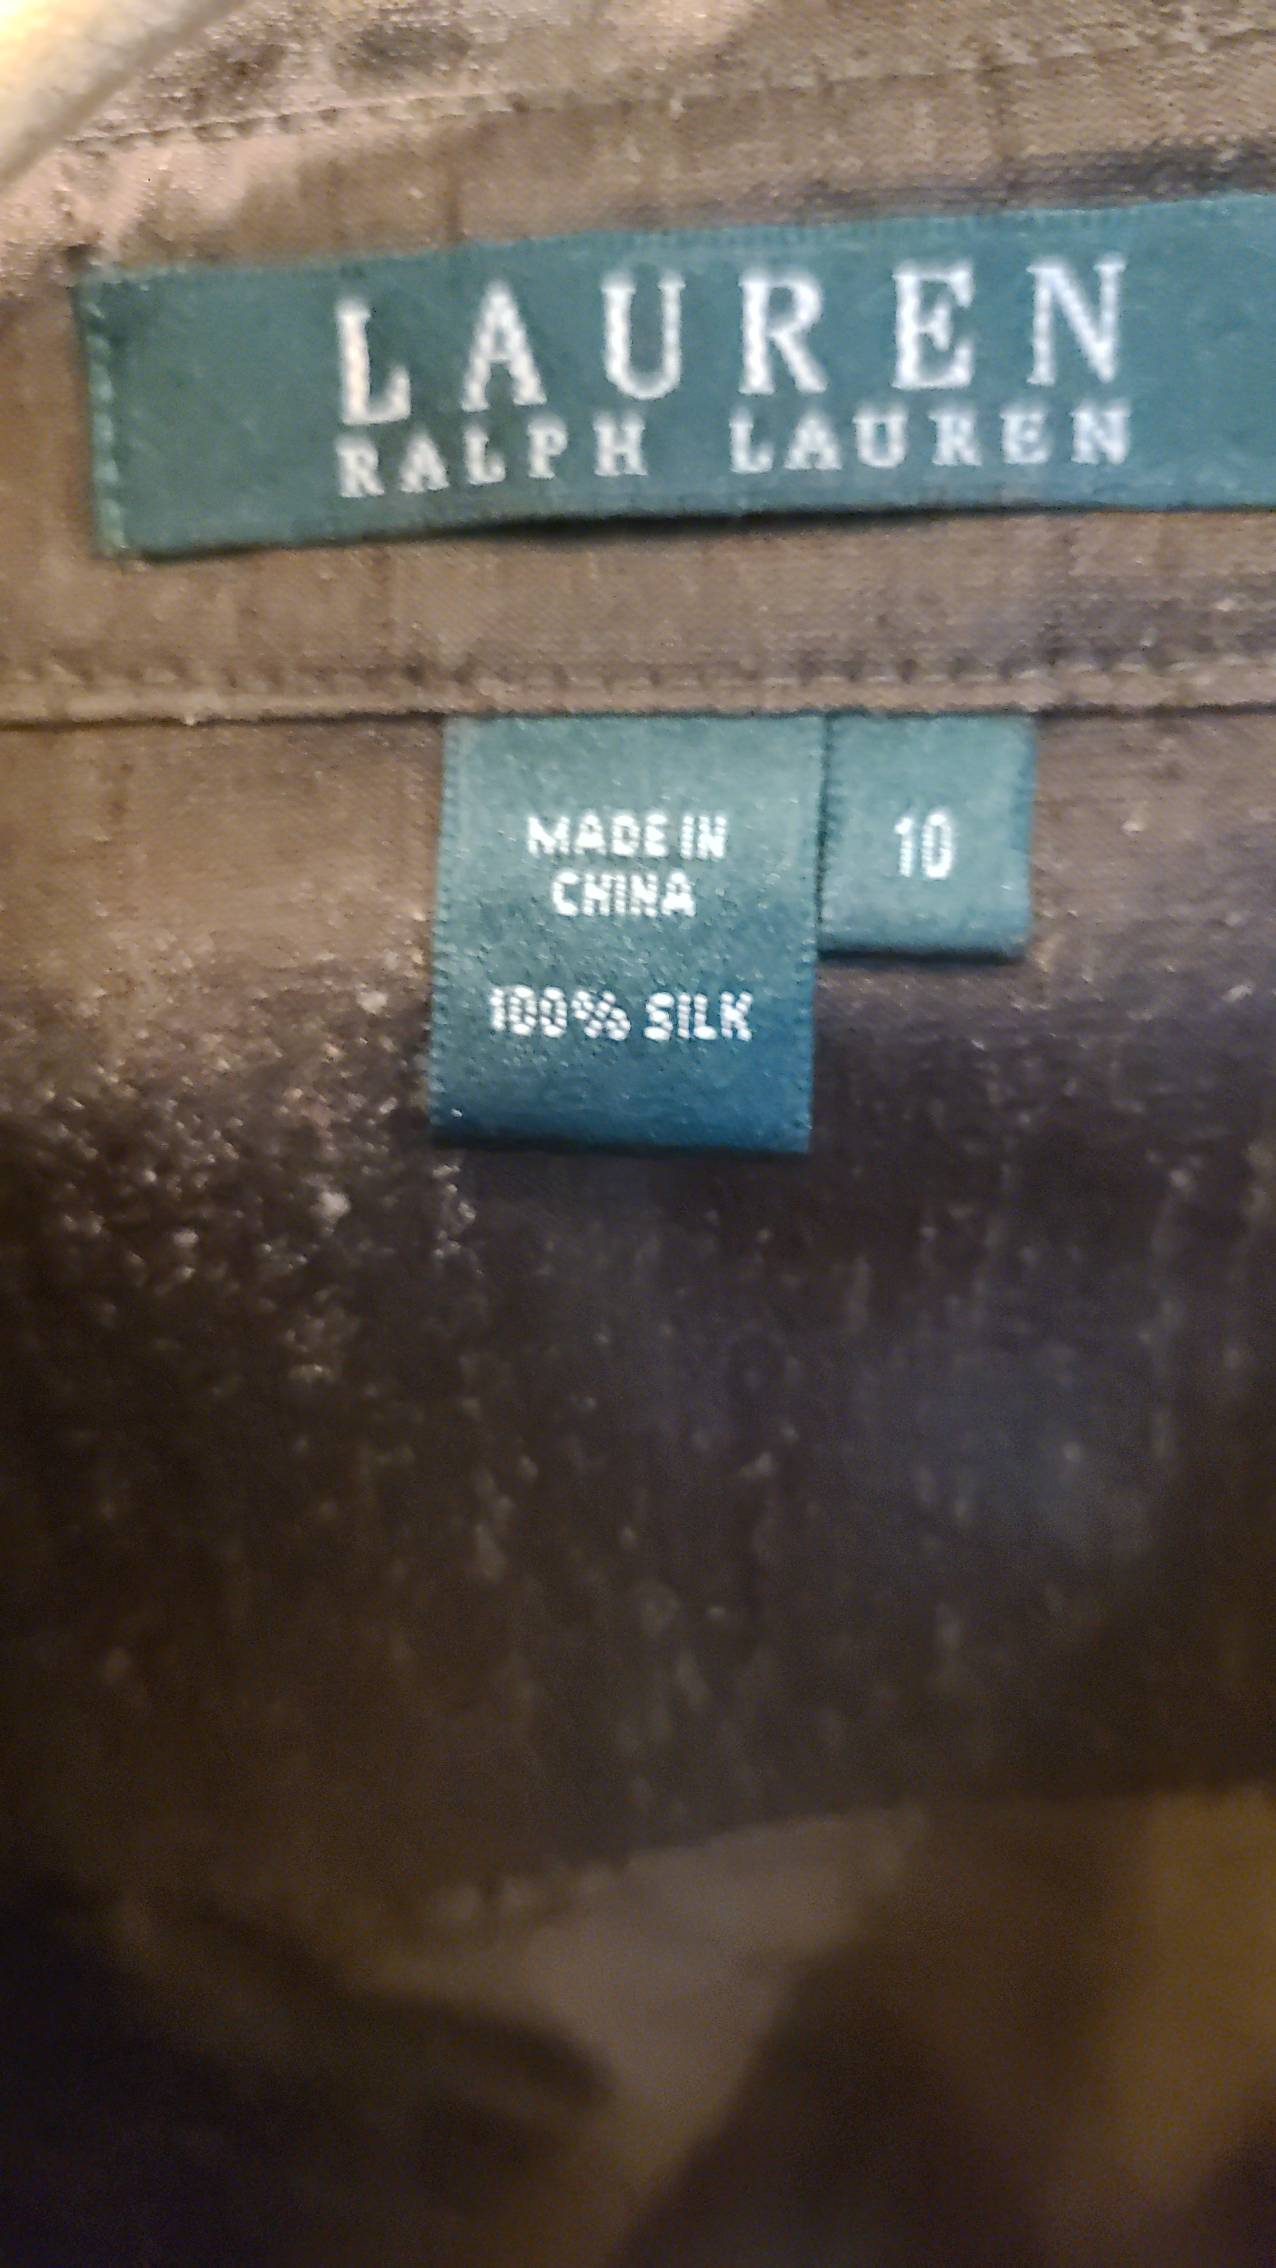 LAUREN
RALPH LAUREN
MADE IN
CHINA
100% SILK
10